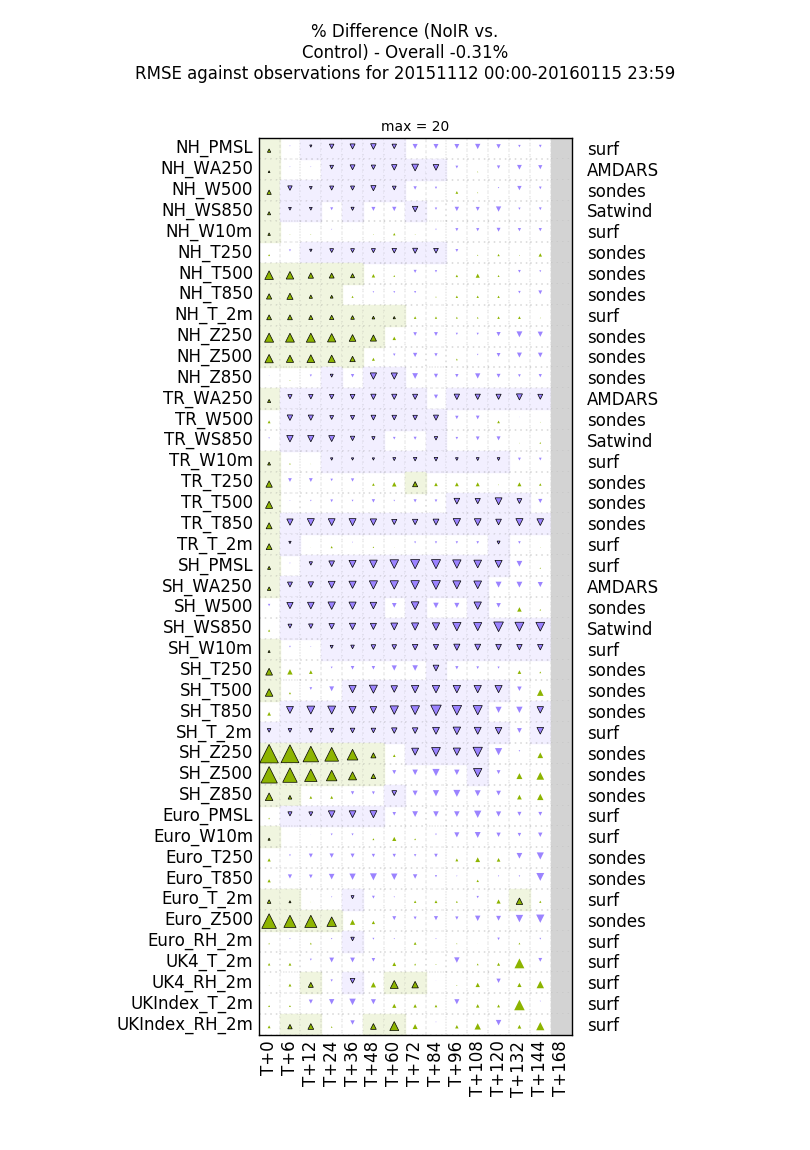 % Difference (NoIR vs.
Control) - Overall -0.31%
RMSE against observations for 20151112 00:00-20160115 23:59
max = 20
NH_PMSL surf
NH_WA250 AMDARS
NH_W500 sondes
NH_WS850 Satwind
NH_W10m surf
NH_T250 sondes
NH_T500 sondes
NH_T850 sondes
NH_T_2m surf
NH_Z250 sondes
NH_Z500 sondes
NH_Z850 sondes
TR_WA250 AMDARS
TR_W500 sondes
TR_WS850 Satwind
TR_W10m surf
TR_T250 sondes
TR_T500 sondes
TR_T850 sondes
TR_T_2m surf
SH_PMSL surf
SH_WA250 AMDARS
SH_W500 sondes
SH_WS850 Satwind
SH_W10m surf
SH_T250 sondes
SH_T500 sondes
SH_T850 sondes
SH_T_2m surf
SH_Z250 sondes
SH_Z500 sondes
SH_Z850 sondes
Euro_PMSL surf
Euro_W10m surf
Euro_T250 sondes
Euro_T850 sondes
Euro_T_2m surf
Euro_Z500 sondes
Euro_RH_2m surf
UK4_T_2m surf
UK4_RH_2m surf
UKIndex_T_2m surf
UKIndex_RH_2m surf
T+0 T+6 T+12 T+24 T+36 T+48 T+60 T+72 T+84 T+96 T+108 T+120 T+132 T+144 T+168